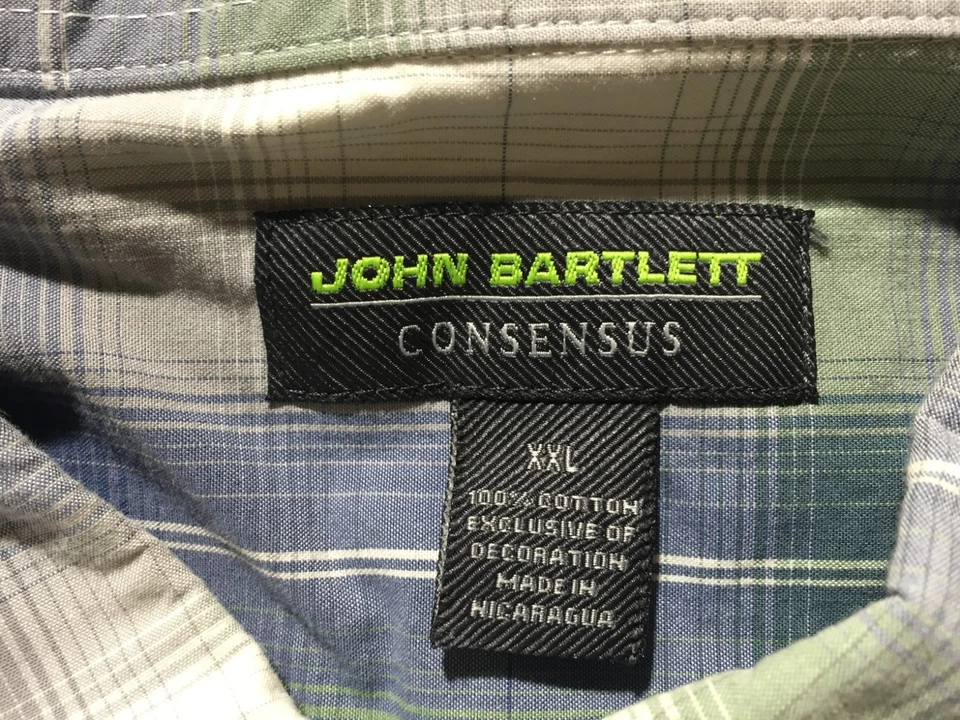 JOHN BARTLETT
CONSENSUS
XXL
100% COTTON
EXCLUSIVE OF
DECORATION
MADE IN
NICARAGUA